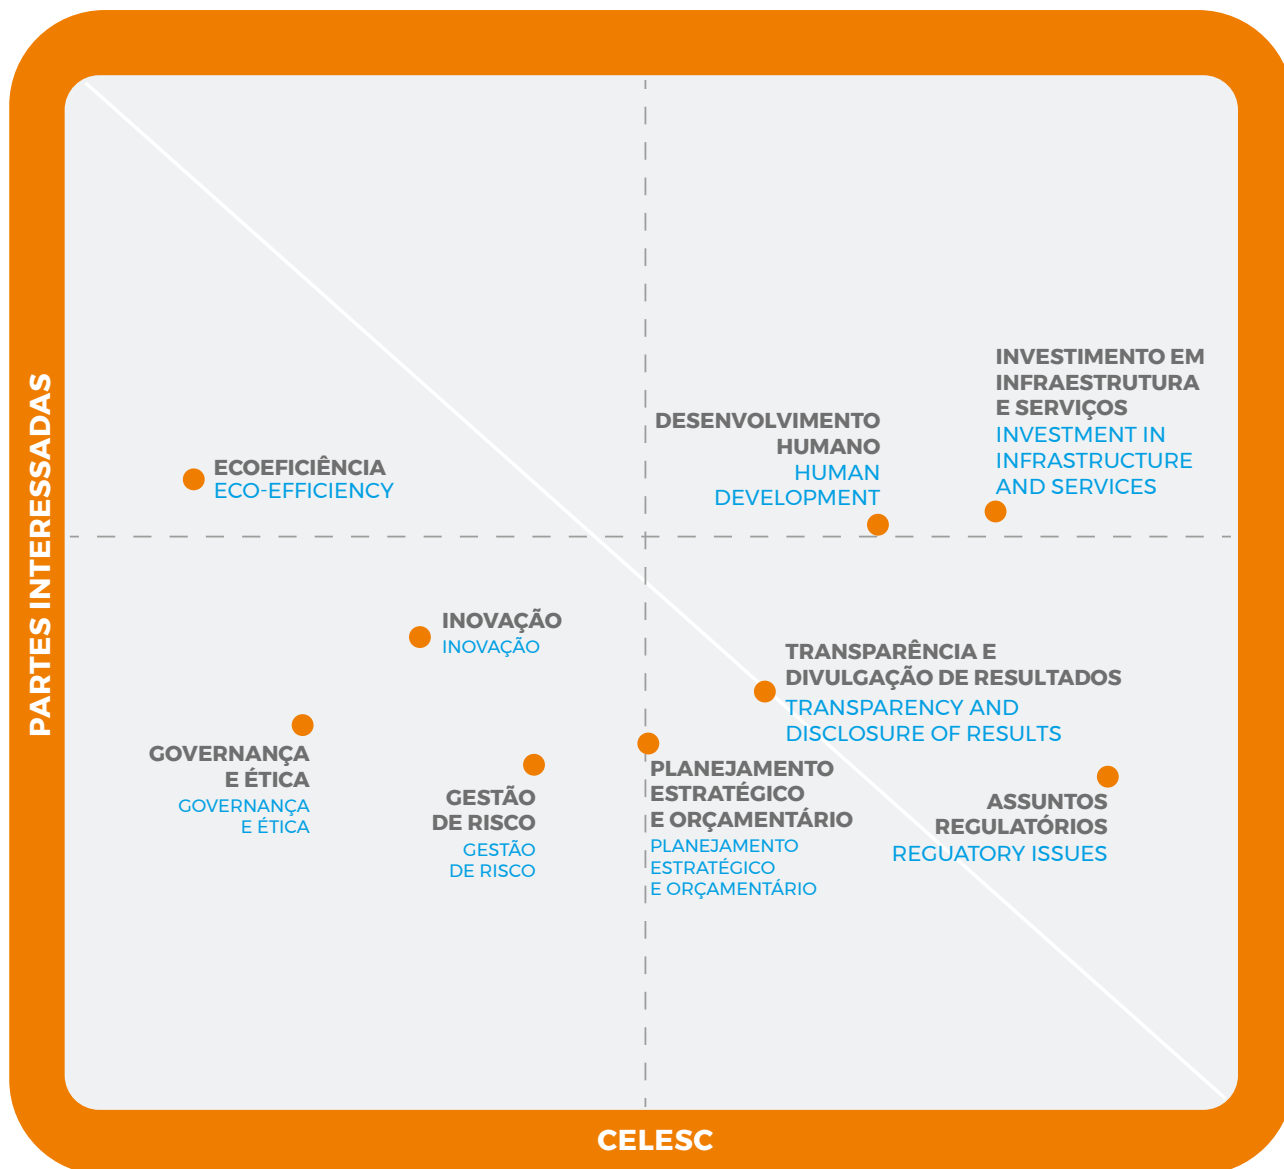 PARTES INTERESSADAS
INVESTIMENTO EM
INFRAESTRUTURA
E SERVIÇOS
INVESTMENT IN
INFRASTRUCTURE
AND SERVICES
DESENVOLVIMENTO
HUMANO
HUMAN
DEVELOPMENT
ECOEFICIÊNCIA
ECO-EFFICIENCY
INOVAÇÃO
INOVAÇÃO
TRANSPARÊNCIA E
DIVULGAÇÃO DE RESULTADOS
TRANSPARENCY AND
DISCLOSURE OF RESULTS
GOVERNANÇA
E ÉTICA
GOVERNANÇA
E ÉTICA
GESTÃO
DE RISCO
GESTÃO
DE RISCO
PLANEJAMENTO
ESTRATÉGICO
E ORÇAMENTÁRIO
PLANEJAMENTO
ESTRATÉGICO
E ORÇAMENTÁRIO
ASSUNTOS
REGULATÓRIOS
REGUATORY ISSUES
CELESC